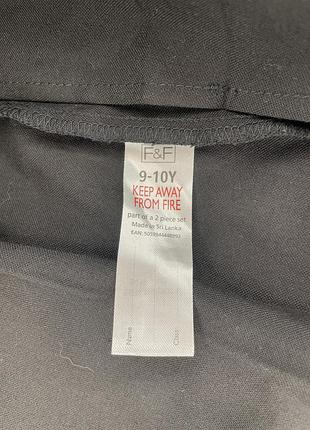 F&F
9-10Y
KEEP AWAY
FROM FIRE
part of a 2 piece set
Made in Sri Lanka
Name
Class